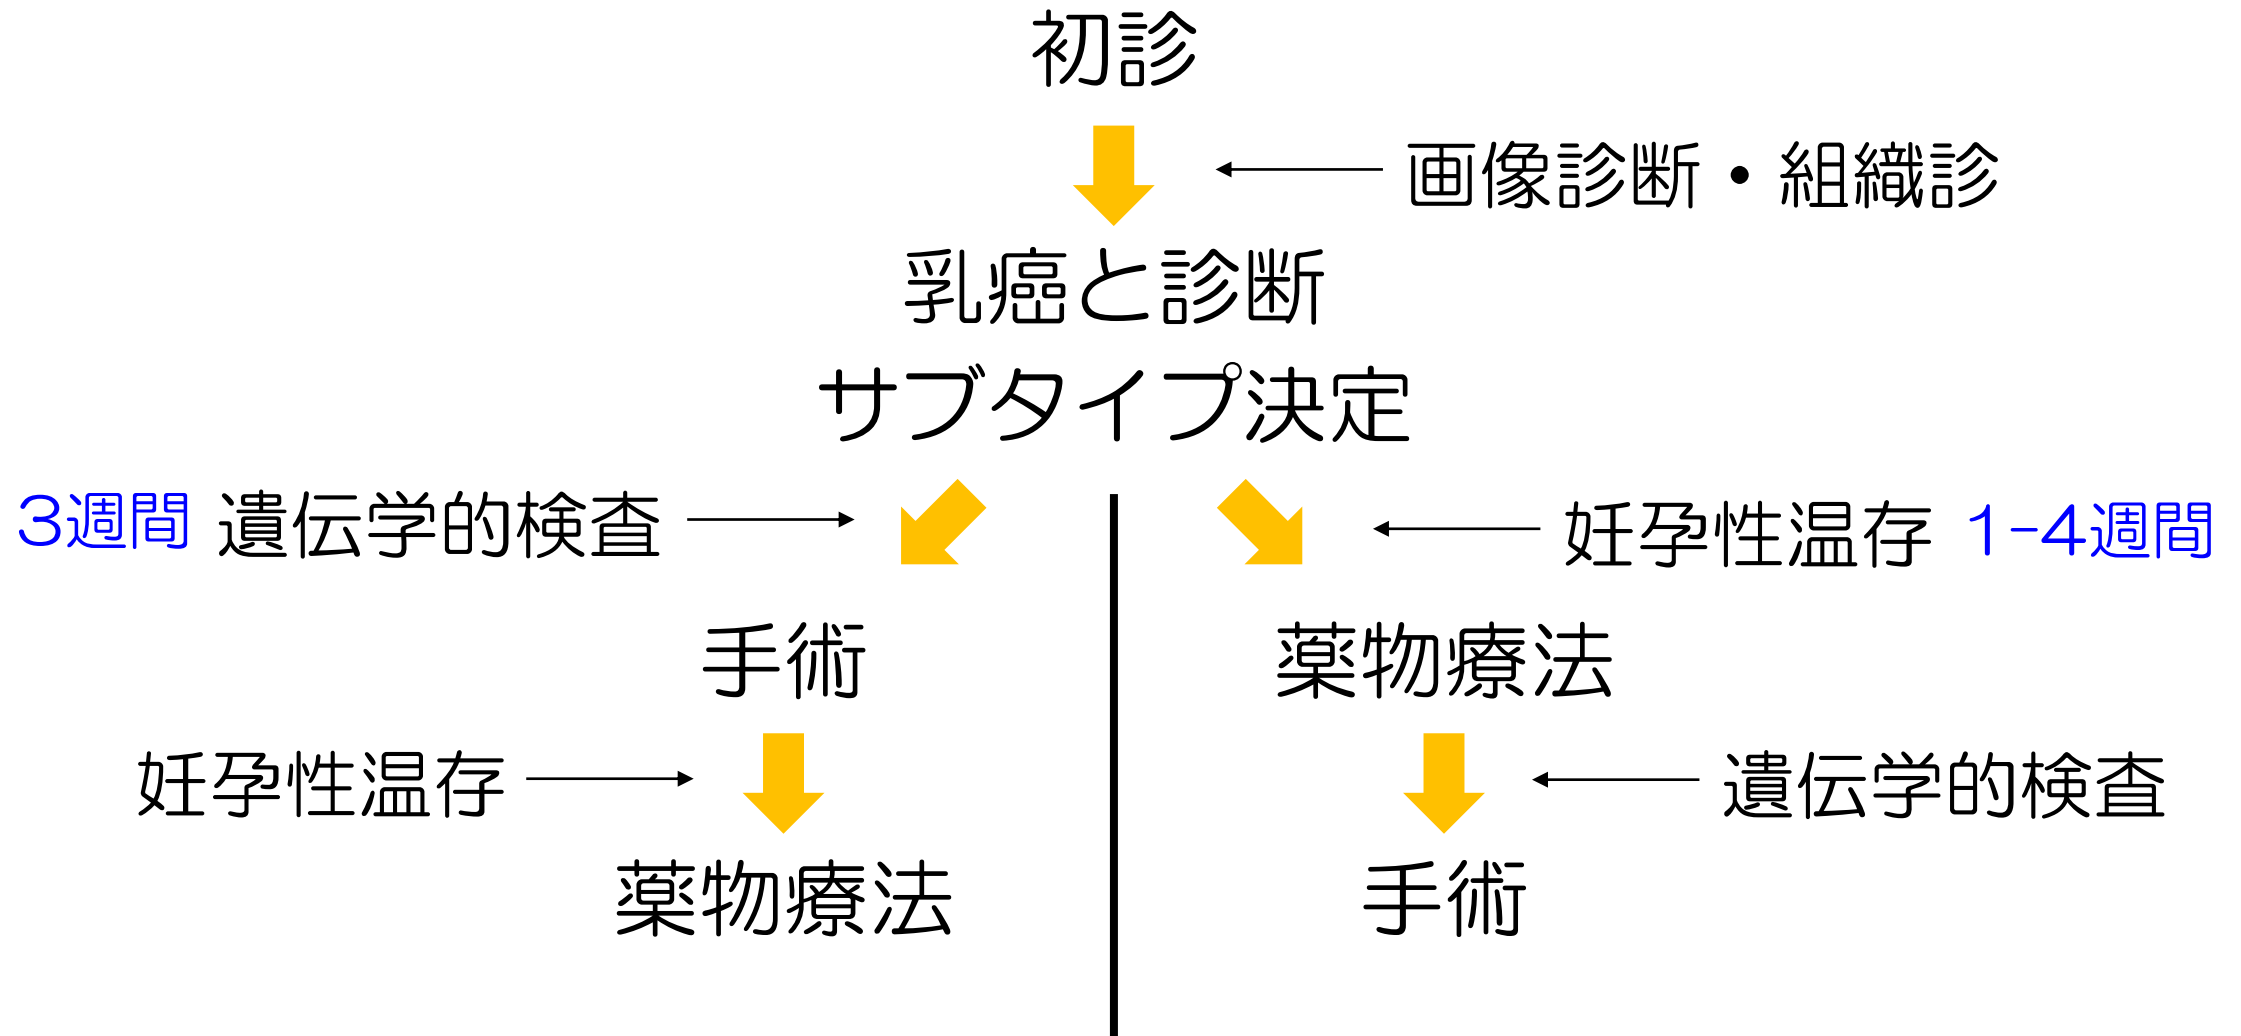 初診
画像診断・組織診
乳癌と診断
サブタイプ決定
3週間 遺伝学的検査
妊孕性温存 1-4週間
手術
薬物療法
妊孕性温存
遺伝学的検査
薬物療法
手術